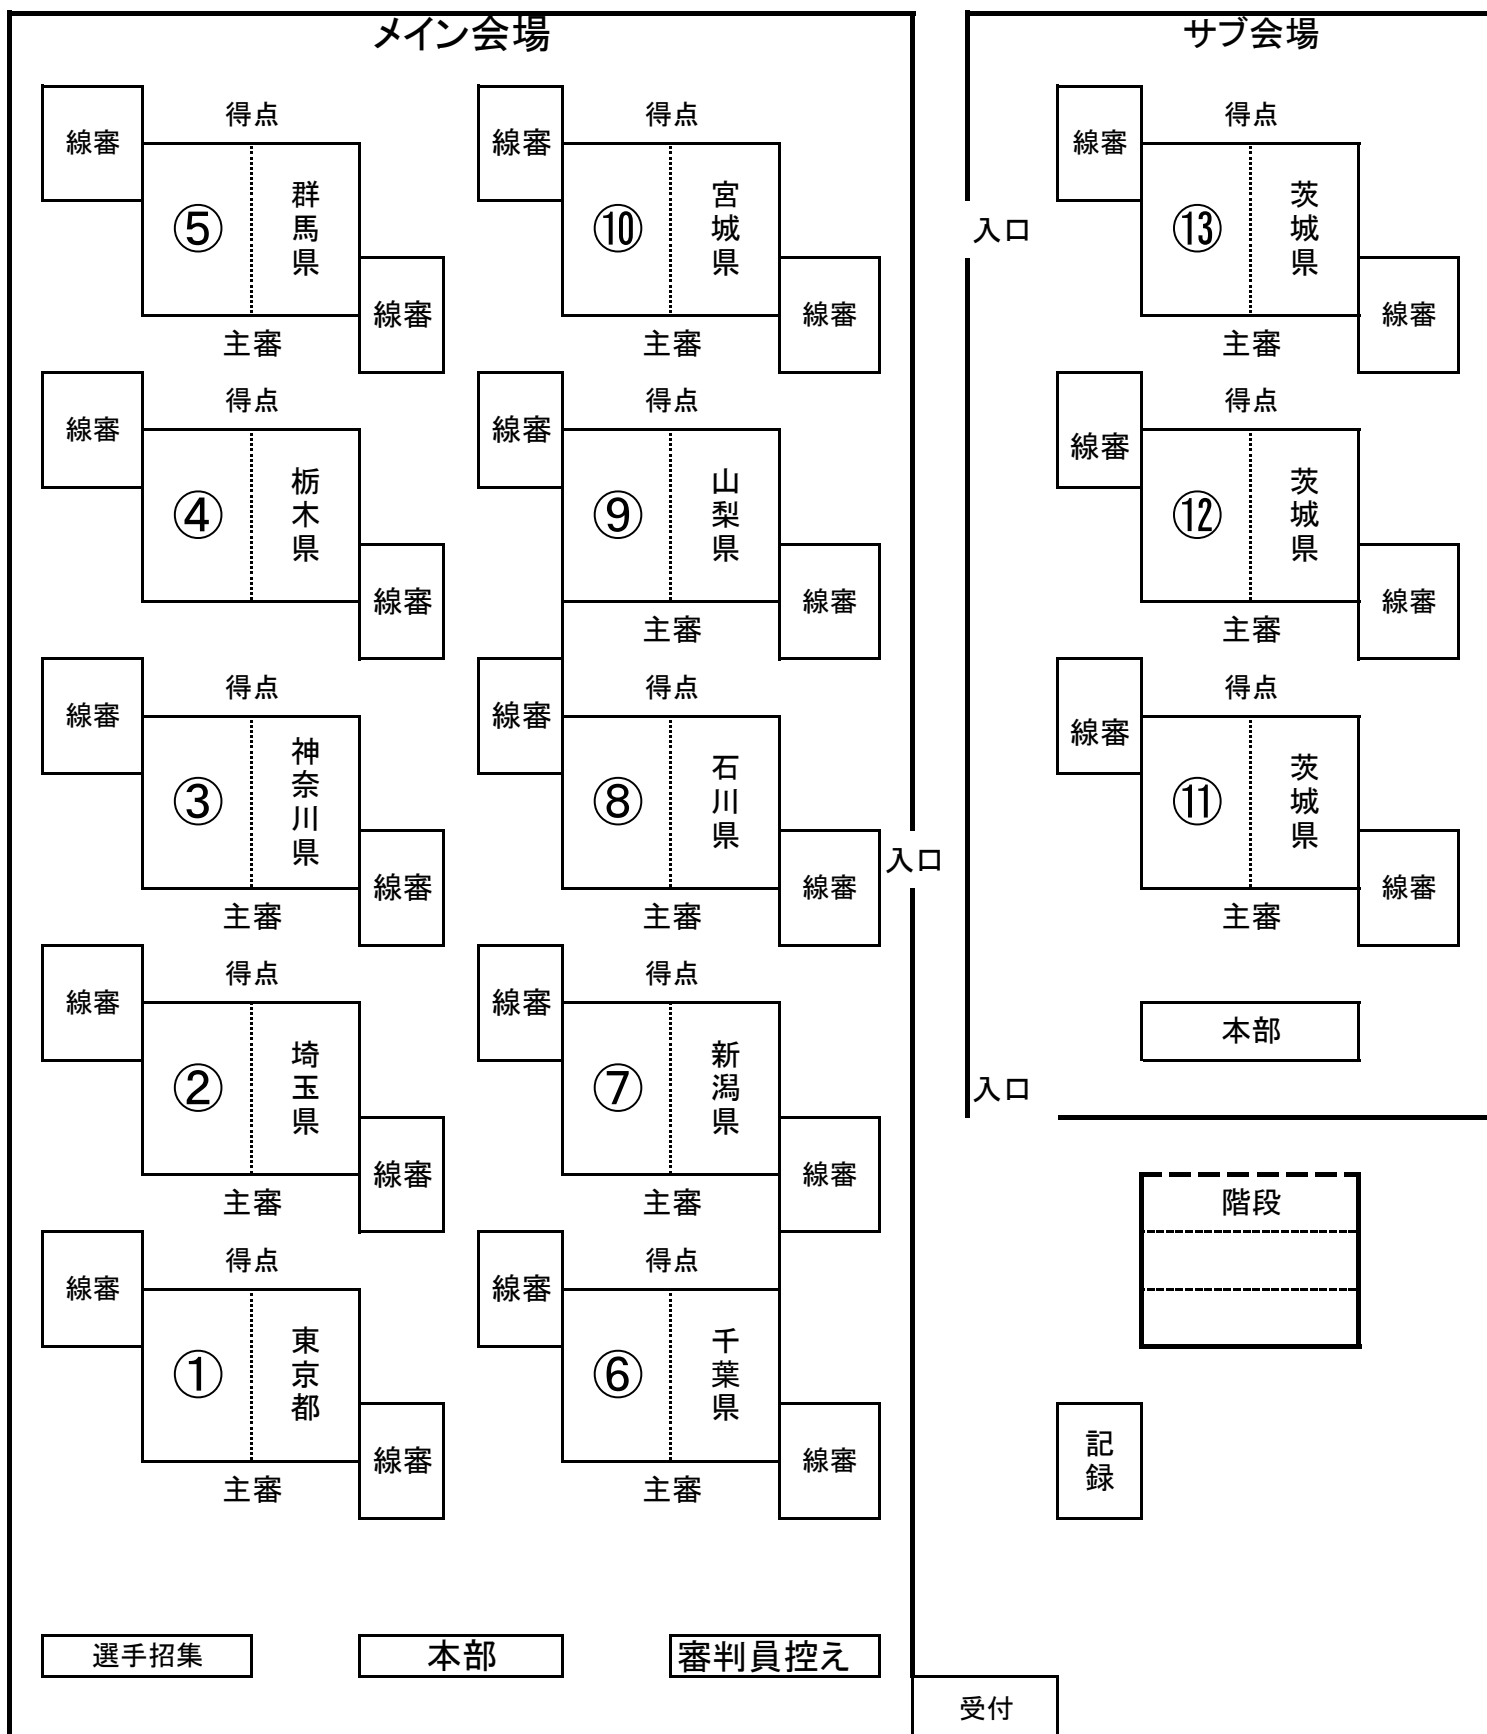 メイン会場
サブ会場
線審
得点
線審
得点
線審
得点
⑤
群馬県
⑩
宮城県
入口
⑬
茨城県
線審
線審
線審
主審
主審
主審
線審
得点
線審
得点
線審
得点
④
栃木県
⑨
山梨県
⑫
茨城県
線審
線審
線審
主審
主審
線審
得点
線審
得点
線審
得点
③
神奈川県
⑧
石川県
⑪
茨城県
入口
線審
線審
線審
主審
主審
主審
線審
得点
線審
得点
本部
②
埼玉県
⑦
新潟県
入口
線審
線審
主審
主審
階段
線審
得点
線審
得点
①
東京都
⑥
千葉県
線審
線審
記録
主審
主審
選手招集
本部
審判員控え
受付